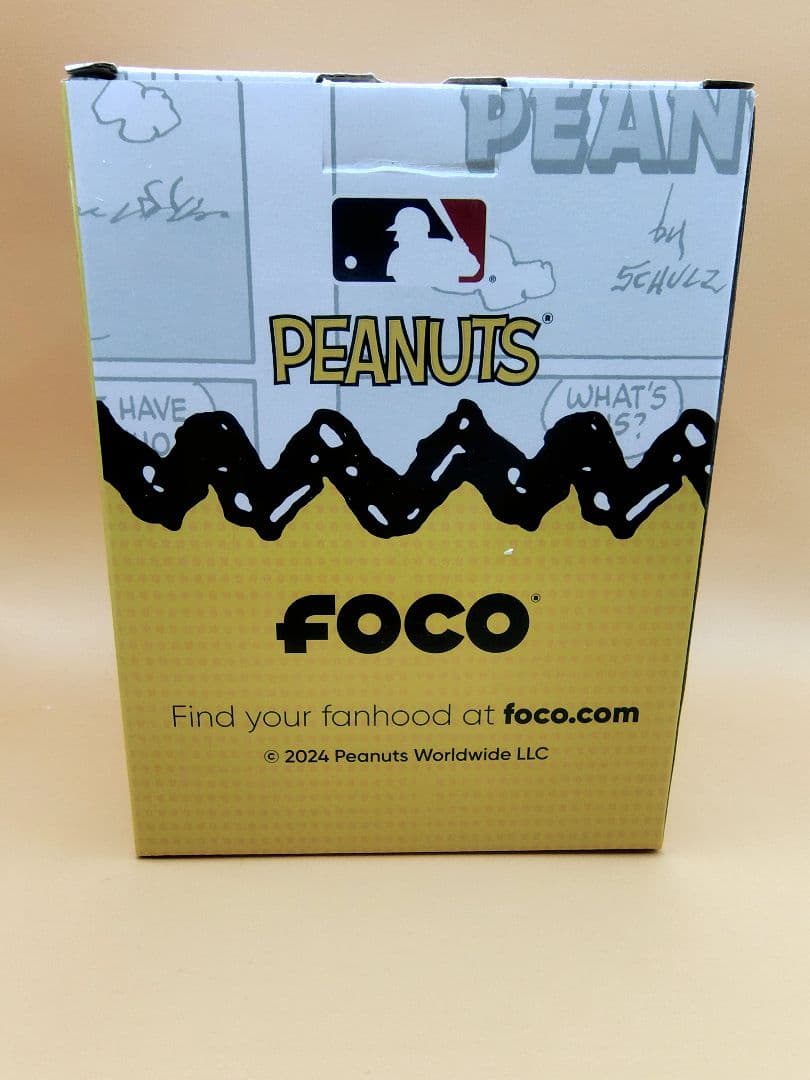 PEAN
by
SCHULZ
PEANUTS®
HAVE
WHAT'S
FOCO®
Find your fanhood at foco.com
© 2024 Peanuts Worldwide LLC